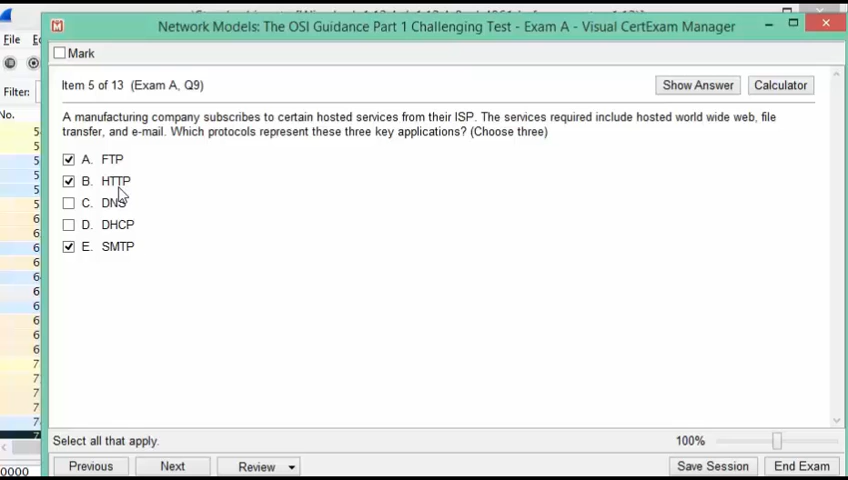 Network Models: The OSI Guidance Part 1 Challenging Test - Exam A - Visual CertExam Manager
File
Mark
Item 5 of 13 (Exam A, Q9)
Show Answer
Calculator
Filter:
No.
A manufacturing company subscribes to certain hosted services from their ISP. The services required include hosted world wide web, file
transfer, and e-mail. Which protocols represent these three key applications? (Choose three)
A. FTP
B. HTTP
C. DNS
D. DHCP
E. SMTP
Select all that apply.
100%
Previous
Next
Review
Save Session
End Exam
0000